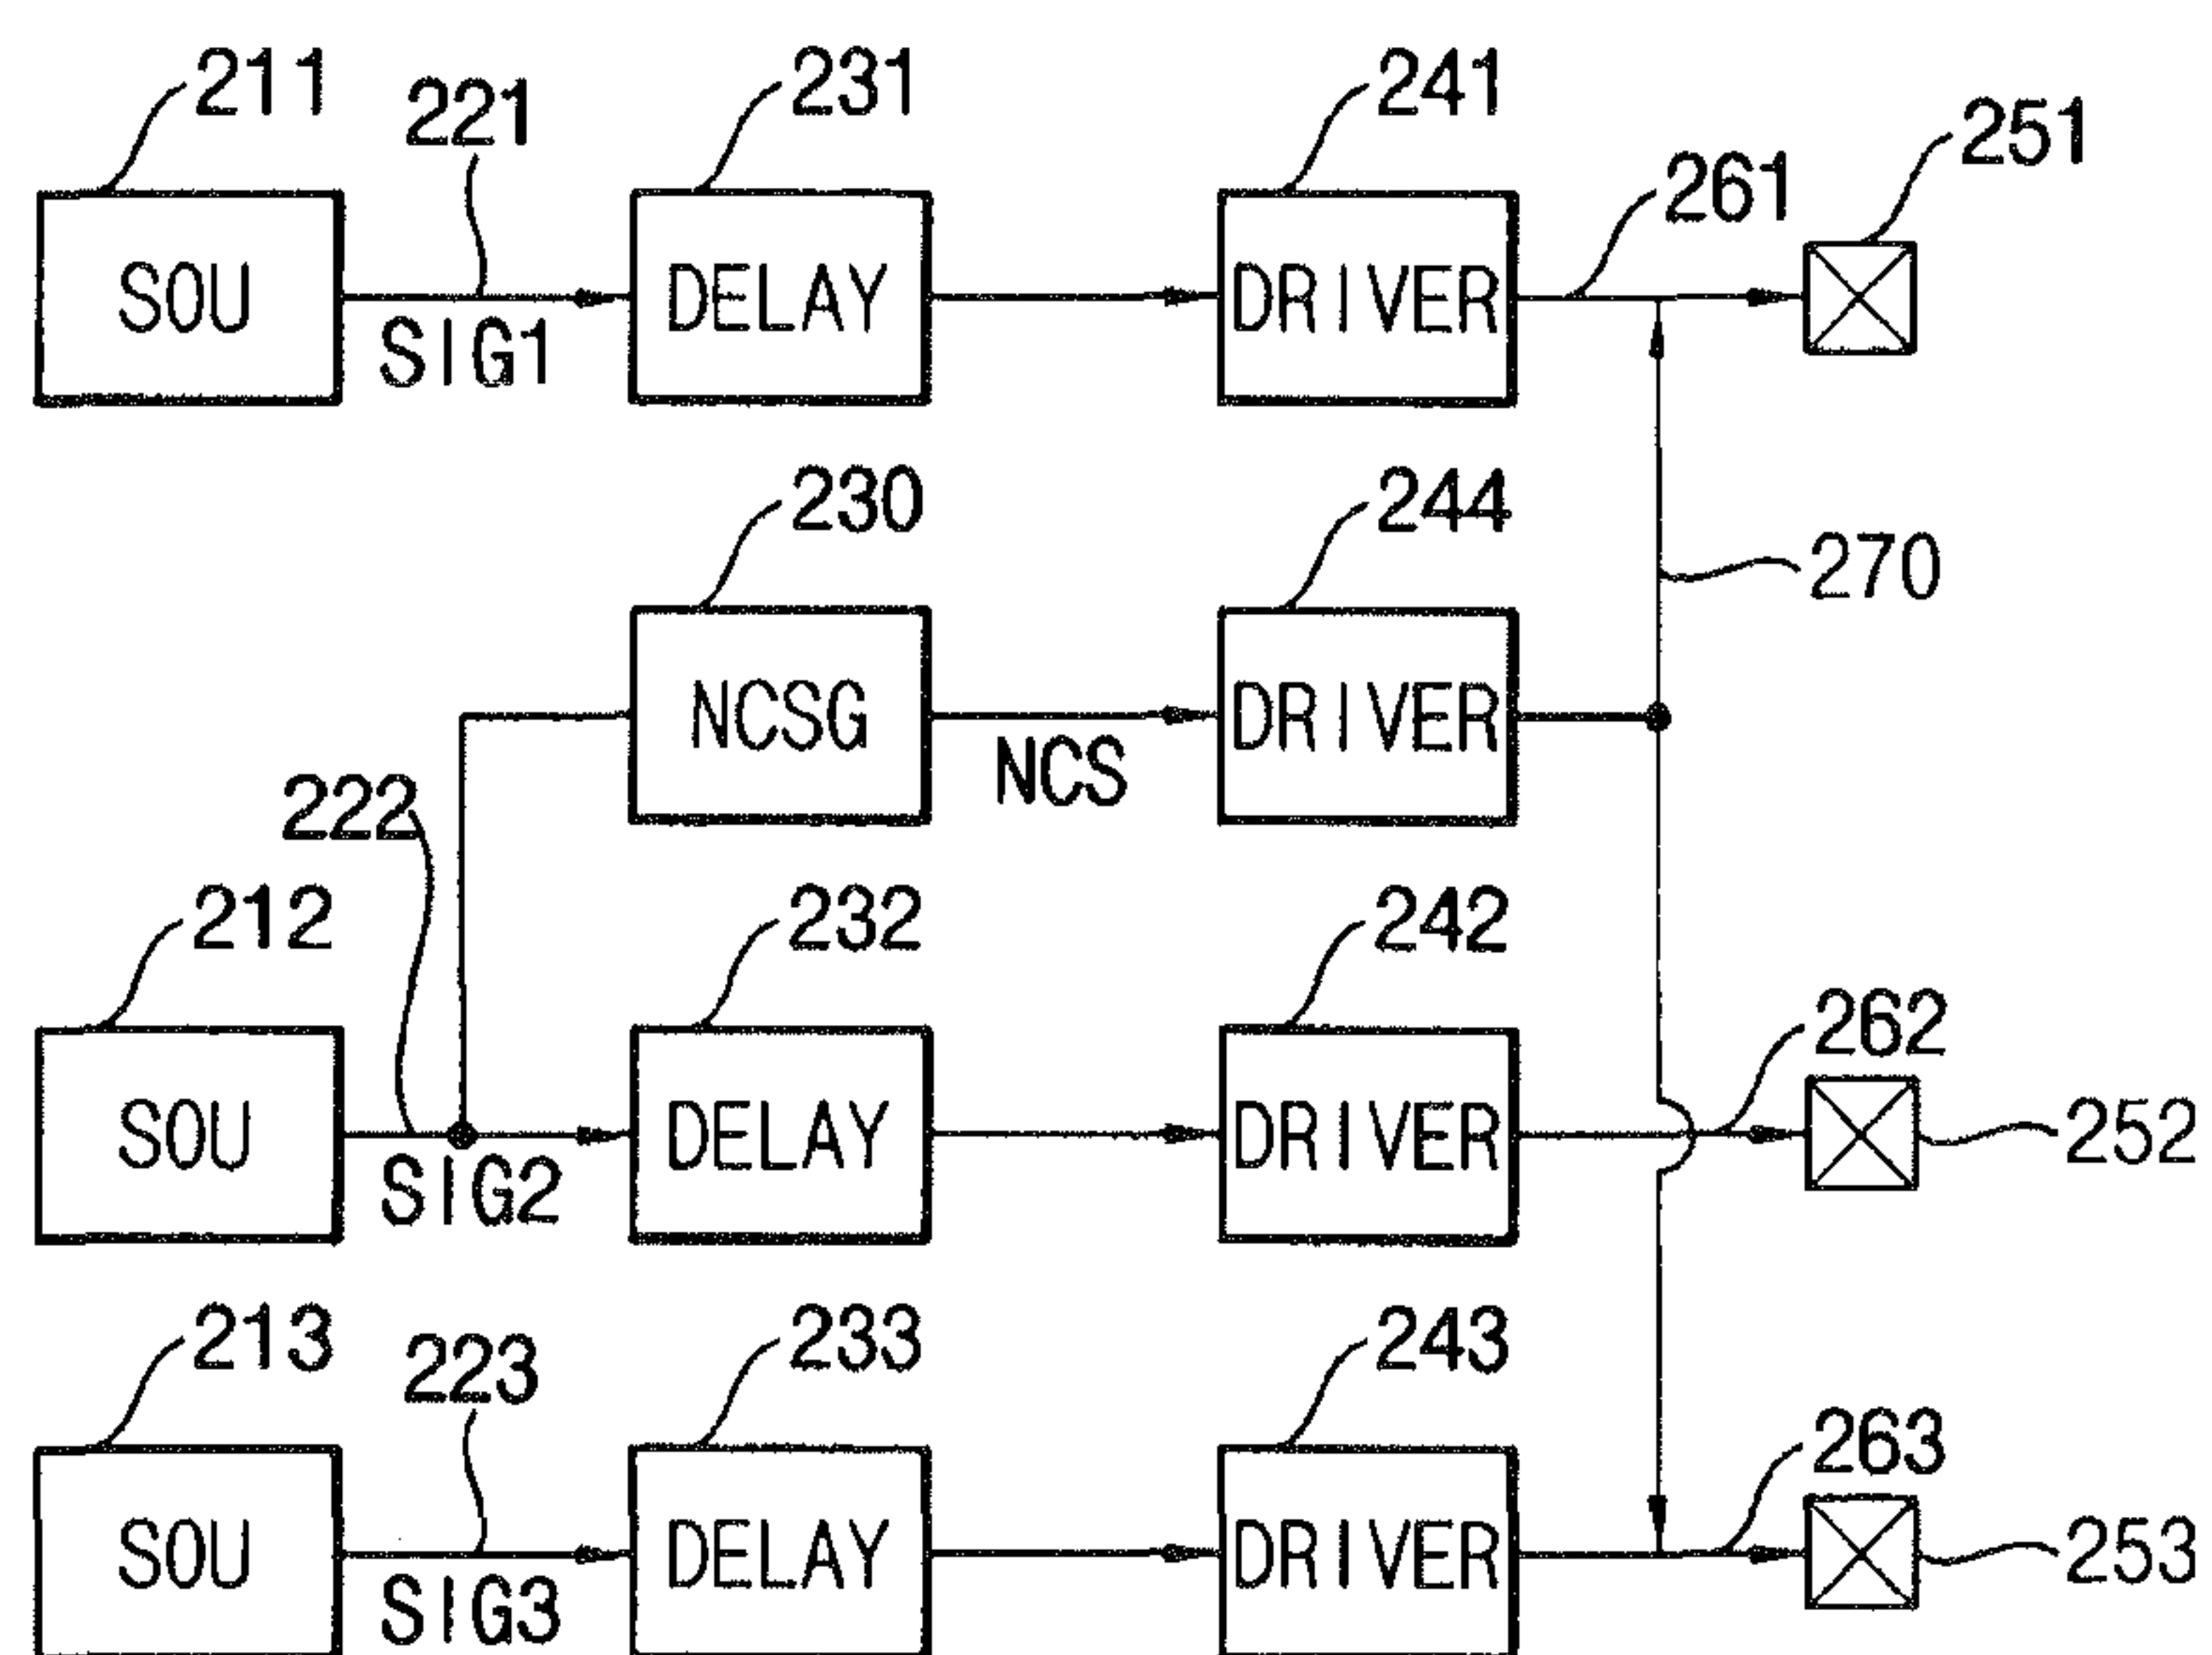 211
221
231
241
261
251
SOU
SIG1
DELAY
DRIVER
230
244
270
NCSG
NCS
DRIVER
222
212
232
242
262
SOU
SIG2
DELAY
DRIVER
252
213
223
233
243
263
SOU
SIG3
DELAY
DRIVER
253